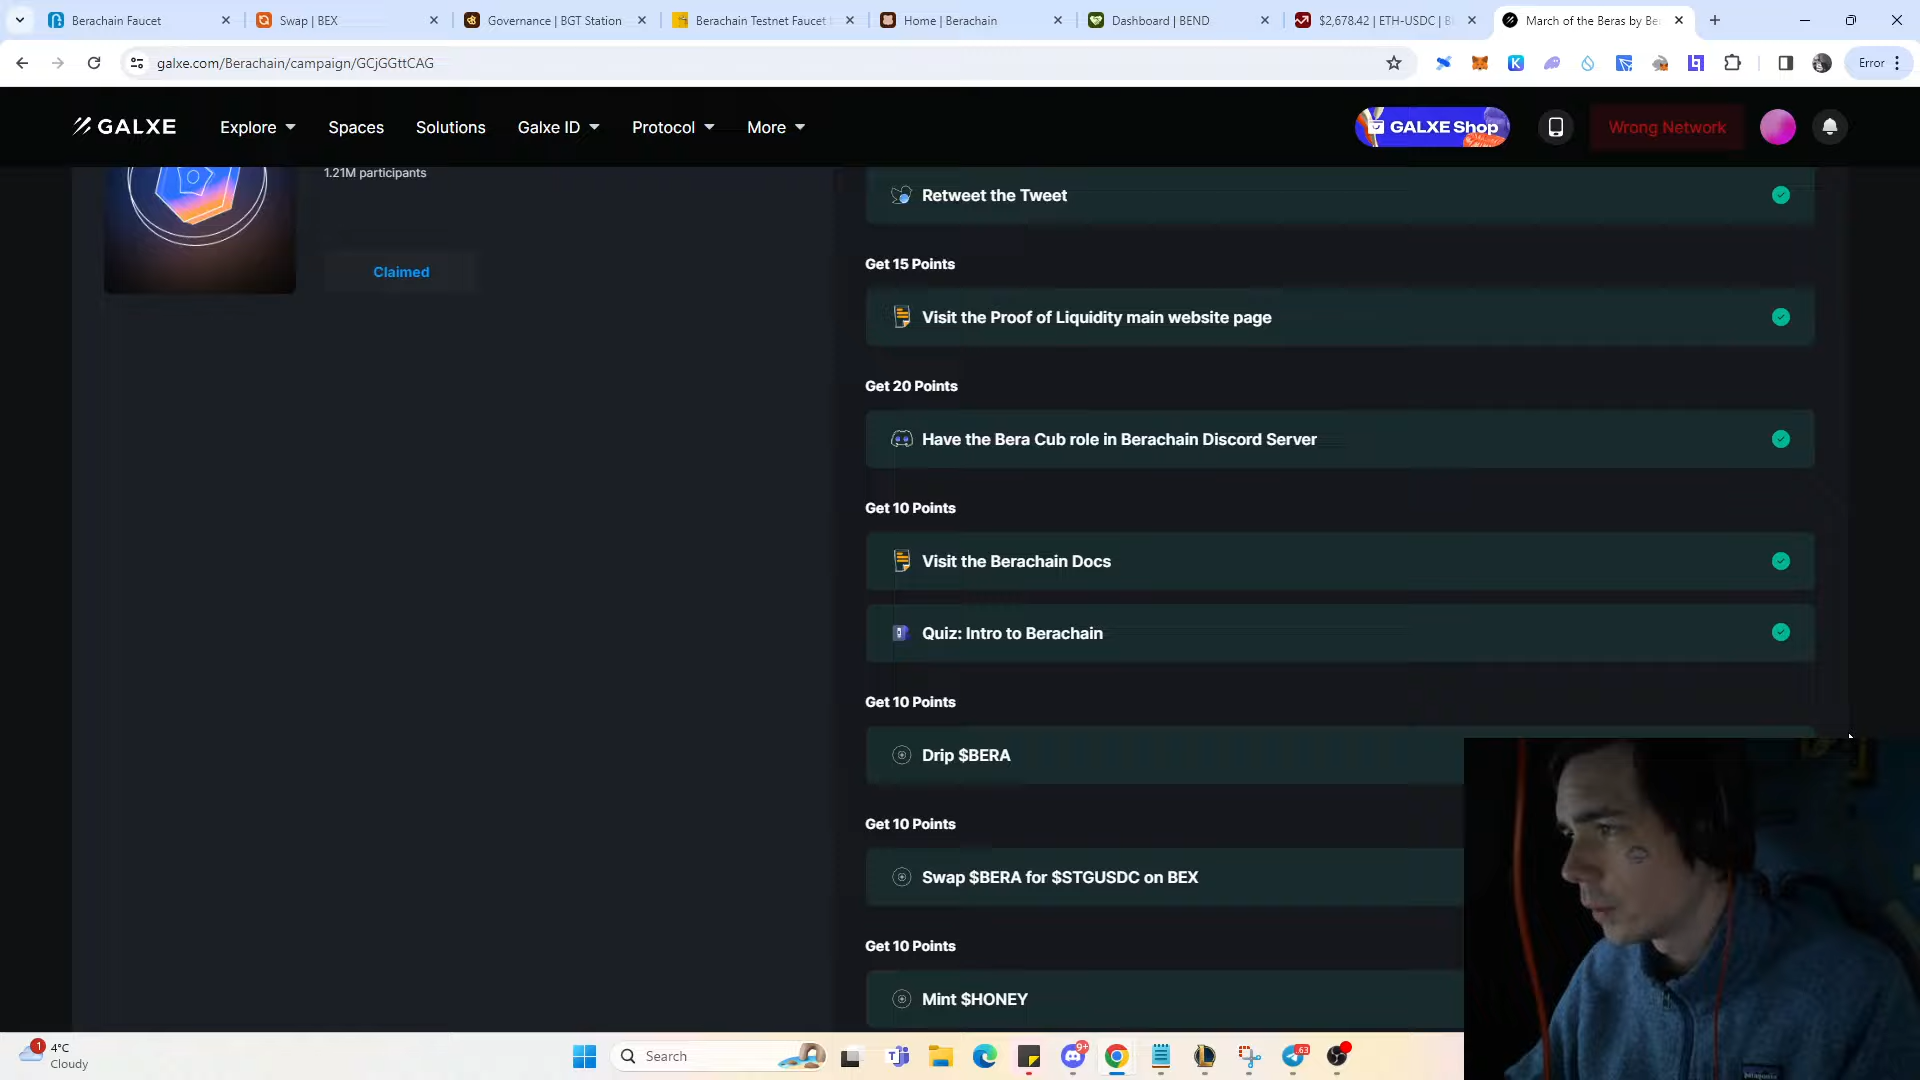 Berachain Faucet
Swap | BEX
Governance | BGT Station
Berachain Testnet Faucet
Home | Berachain
Dashboard | BEND
$2,678.42 | ETH-USDC | B
March of the Beras by Be
galxe.com/Berachain/campaign/GCjGGttCAG
Error
GALXE
Explore
Spaces
Solutions
Galxe ID
Protocol
More
GALXE Shop
Wrong Network
1.21M participants
Claimed
Retweet the Tweet
Get 15 Points
Visit the Proof of Liquidity main website page
Get 20 Points
Have the Bera Cub role in Berachain Discord Server
Get 10 Points
Visit the Berachain Docs
Quiz: Intro to Berachain
Get 10 Points
Drip $BERA
Get 10 Points
Swap $BERA for $STGUSDC on BEX
Get 10 Points
Mint $HONEY
1
4°C
Cloudy
Search
9+
63